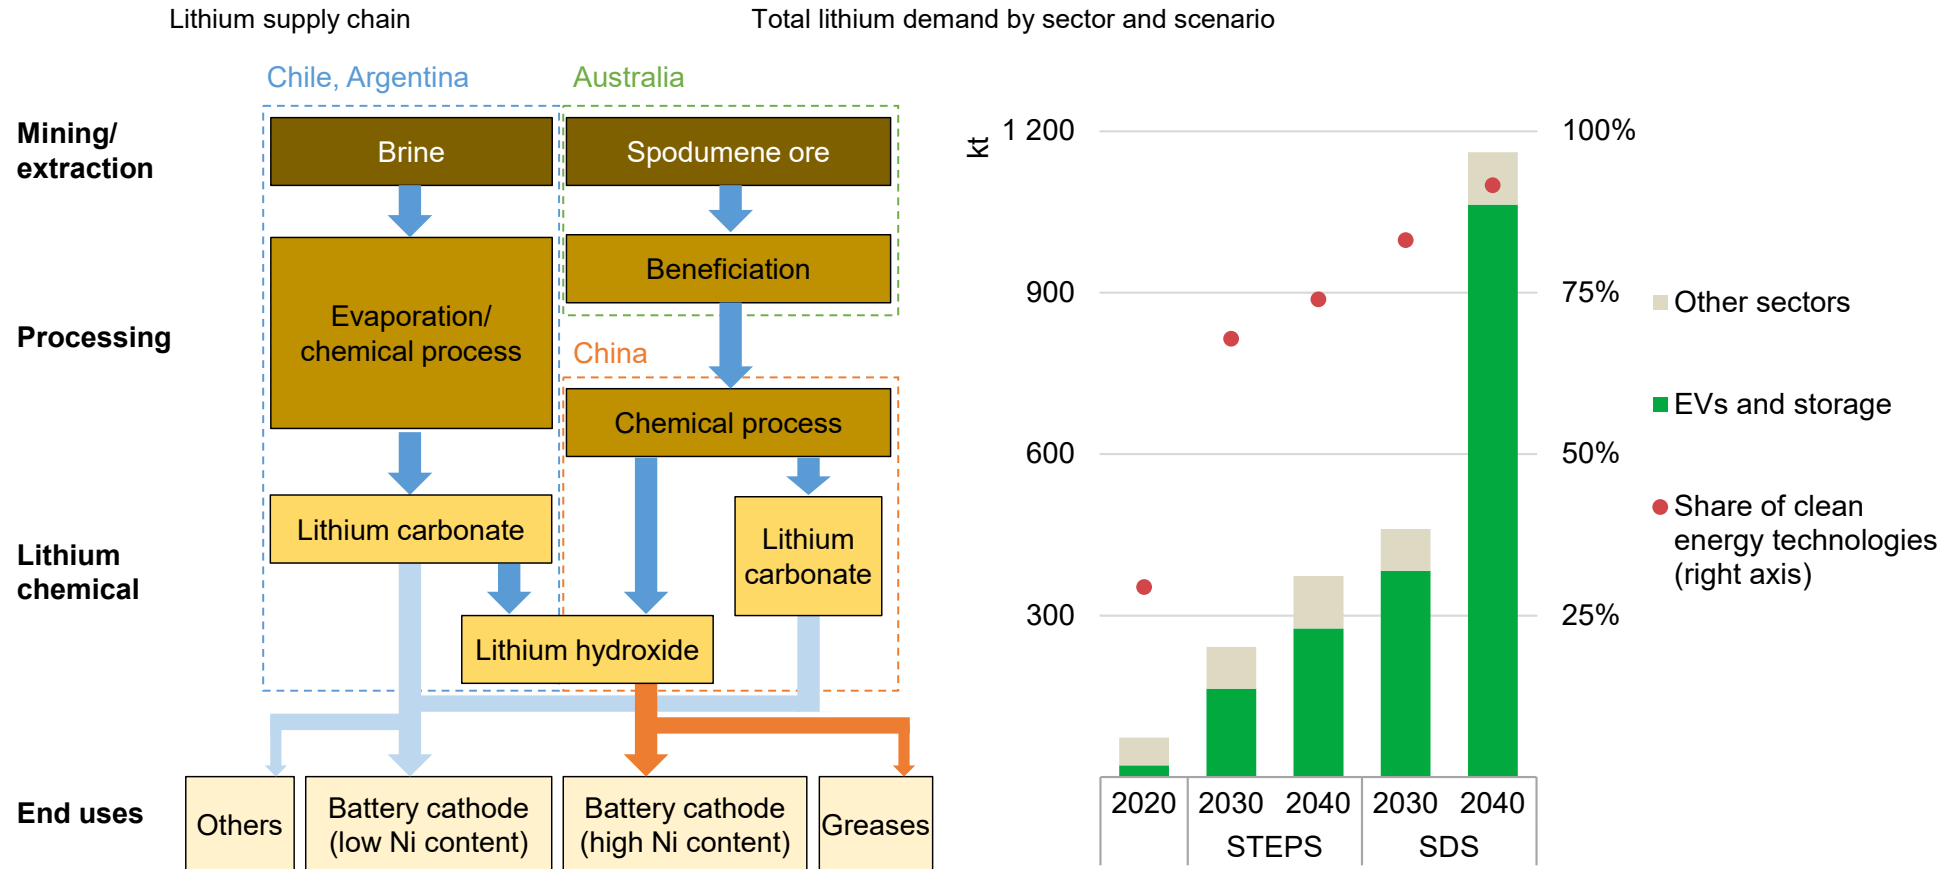 Lithium supply chain
Total lithium demand by sector and scenario
Chile, Argentina
Australia
Mining/
extraction
Brine
Spodumene ore
Beneficiation
Processing
Evaporation/
chemical process
China
Chemical process
Lithium
chemical
Lithium carbonate
Lithium
carbonate
Lithium hydroxide
End uses
Others
Battery cathode
(low Ni content)
Battery cathode
(high Ni content)
Greases
kt
1 200
900
600
300
100%
75%
50%
25%
2020
2030
2040
2030
2040
STEPS
SDS
Other sectors
EVs and storage
Share of clean
energy technologies
(right axis)